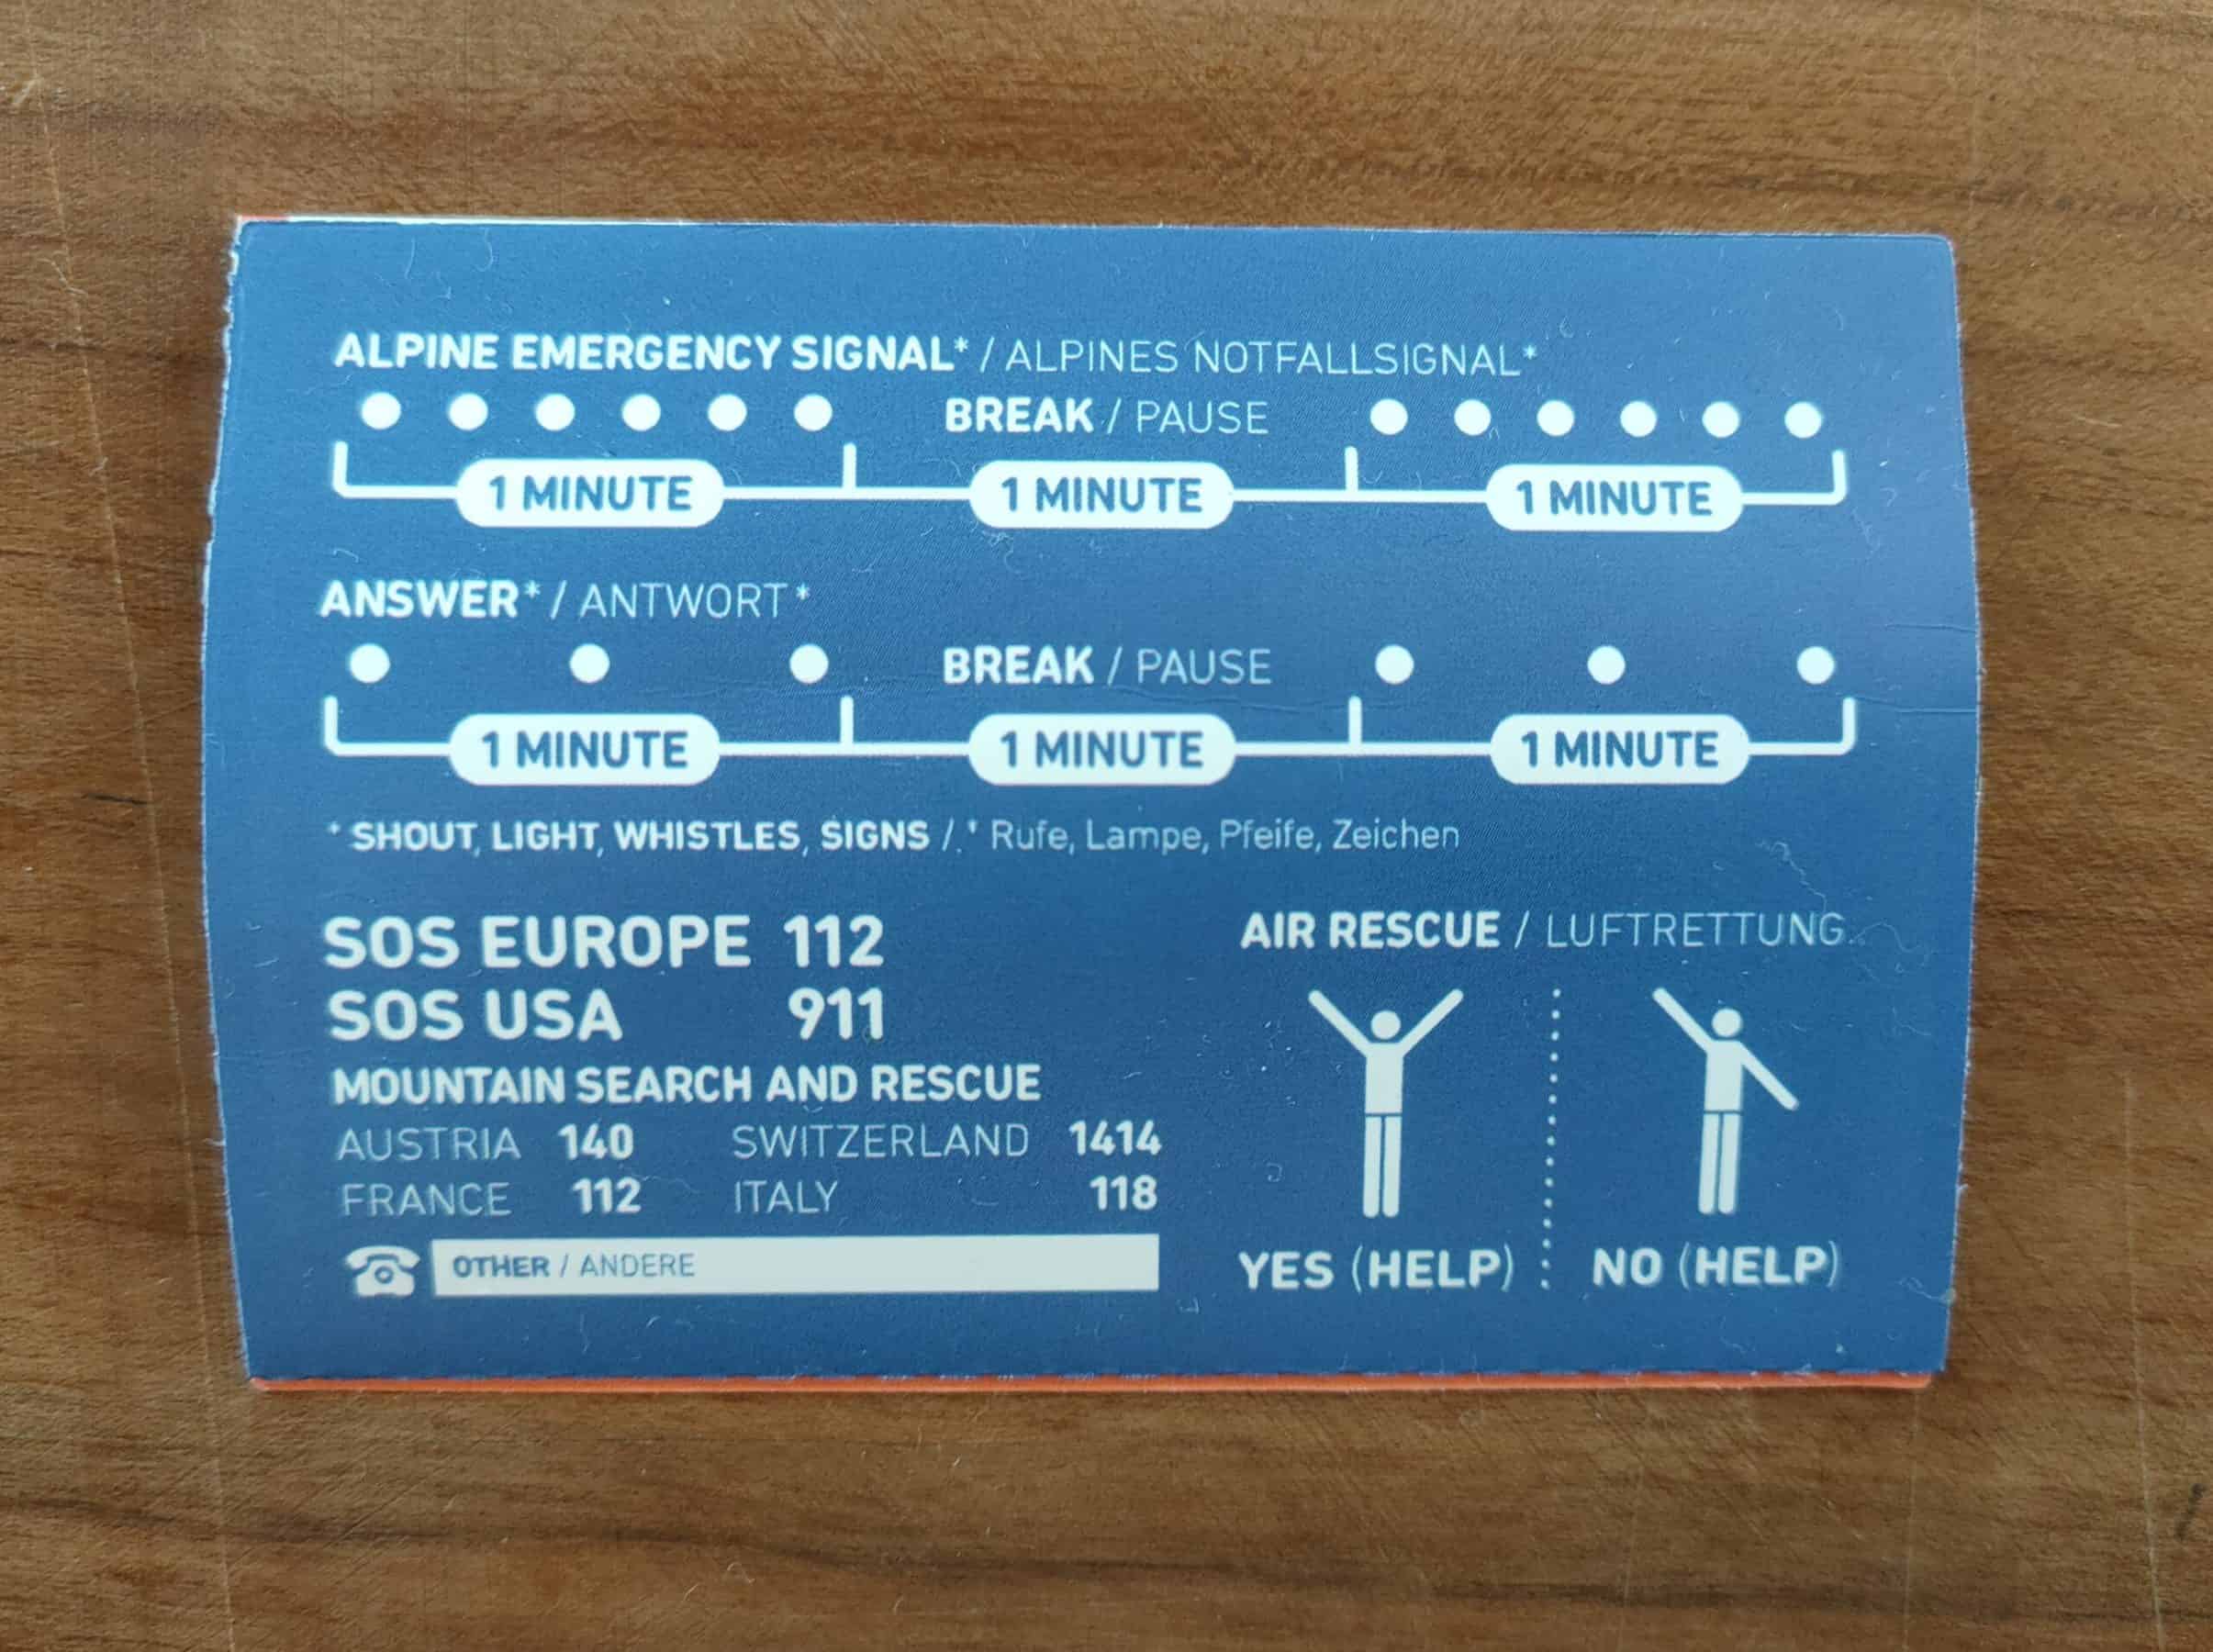 ALPINE EMERGENCY SIGNAL* / ALPINES NOTFALLSIGNAL*
BREAK / PAUSE
1 MINUTE 1 MINUTE 1 MINUTE
ANSWER* / ANTWORT*
BREAK / PAUSE
1 MINUTE 1 MINUTE 1 MINUTE
* SHOUT, LIGHT, WHISTLES, SIGNS / * Rufe, Lampe, Pfeife, Zeichen
SOS EUROPE 112
SOS USA 911
MOUNTAIN SEARCH AND RESCUE
AUSTRIA 140 SWITZERLAND 1414
FRANCE 112 ITALY 118
OTHER / ANDERE
AIR RESCUE / LUFTRETTUNG
YES (HELP) NO (HELP)